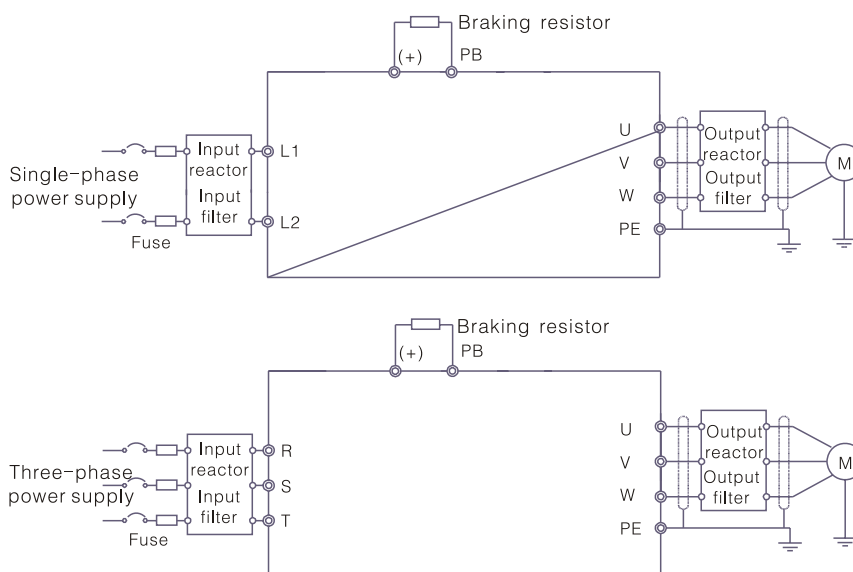 Braking resistor
(+)
PB
Single-phase
power supply
Fuse
Input
reactor
Input
filter
L1
L2
U
V
W
PE
Output
reactor
Output
filter
M
Braking resistor
(+)
PB
Three-phase
power supply
Fuse
Input
reactor
Input
filter
R
S
T
U
V
W
PE
Output
reactor
Output
filter
M